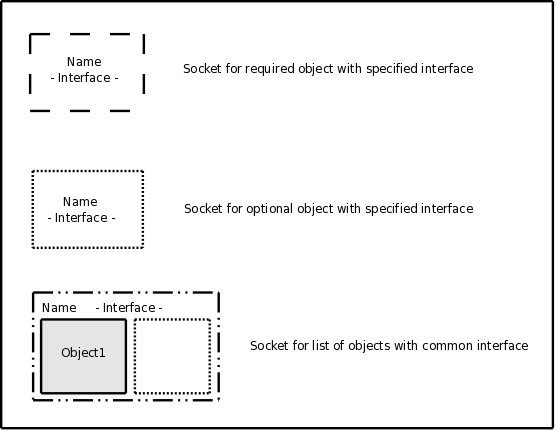 Name
- Interface -
Socket for required object with specified interface
Name
- Interface -
Socket for optional object with specified interface
Name - Interface -
Object1
Socket for list of objects with common interface